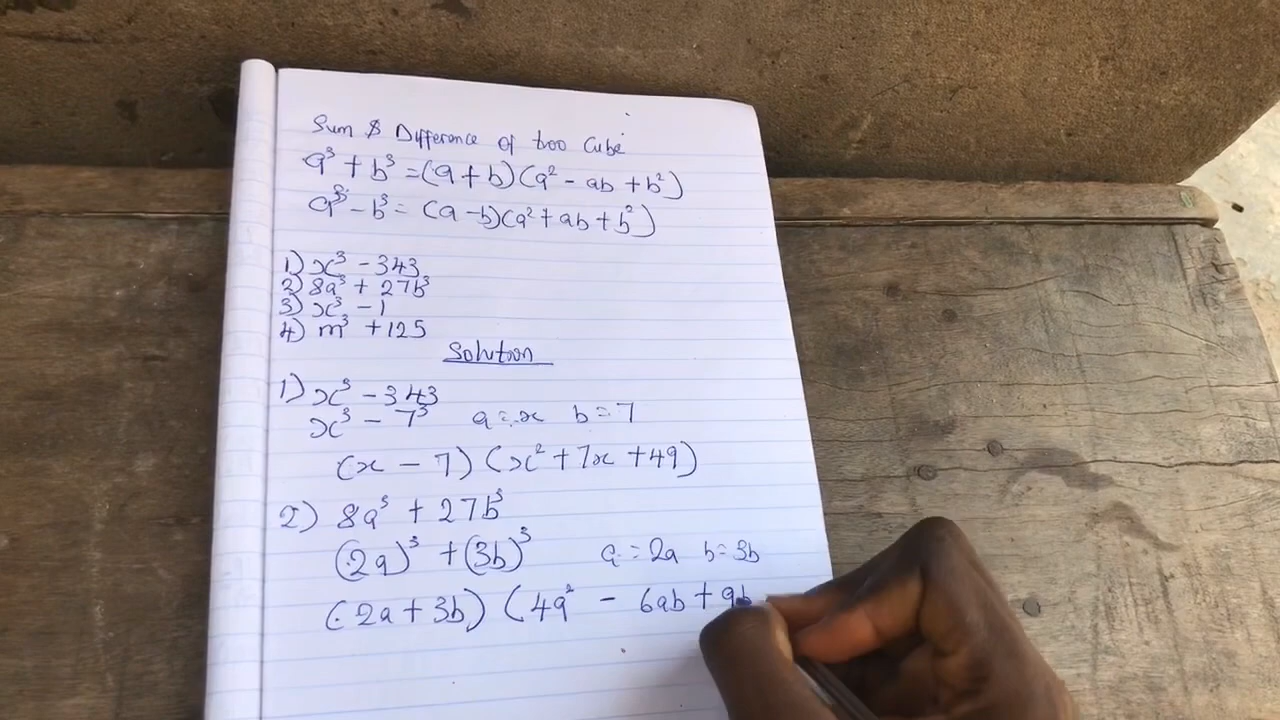 Sum & Difference of two Cube
a³ + b³ = (a + b)(a² - ab + b²)
a³ - b³ = (a - b)(a² + ab + b²)
1) x³ - 343
2) 8a³ + 27b³
3) x³ - 1
4) m³ + 125
Solution
1) x³ - 343
x³ - 7³ a = x b = 7
(x - 7) (x² + 7x + 49)
2) 8a³ + 27b³
(2a)³ + (3b)³ a = 2a b = 3b
(2a + 3b) (4a² - 6ab + 9b